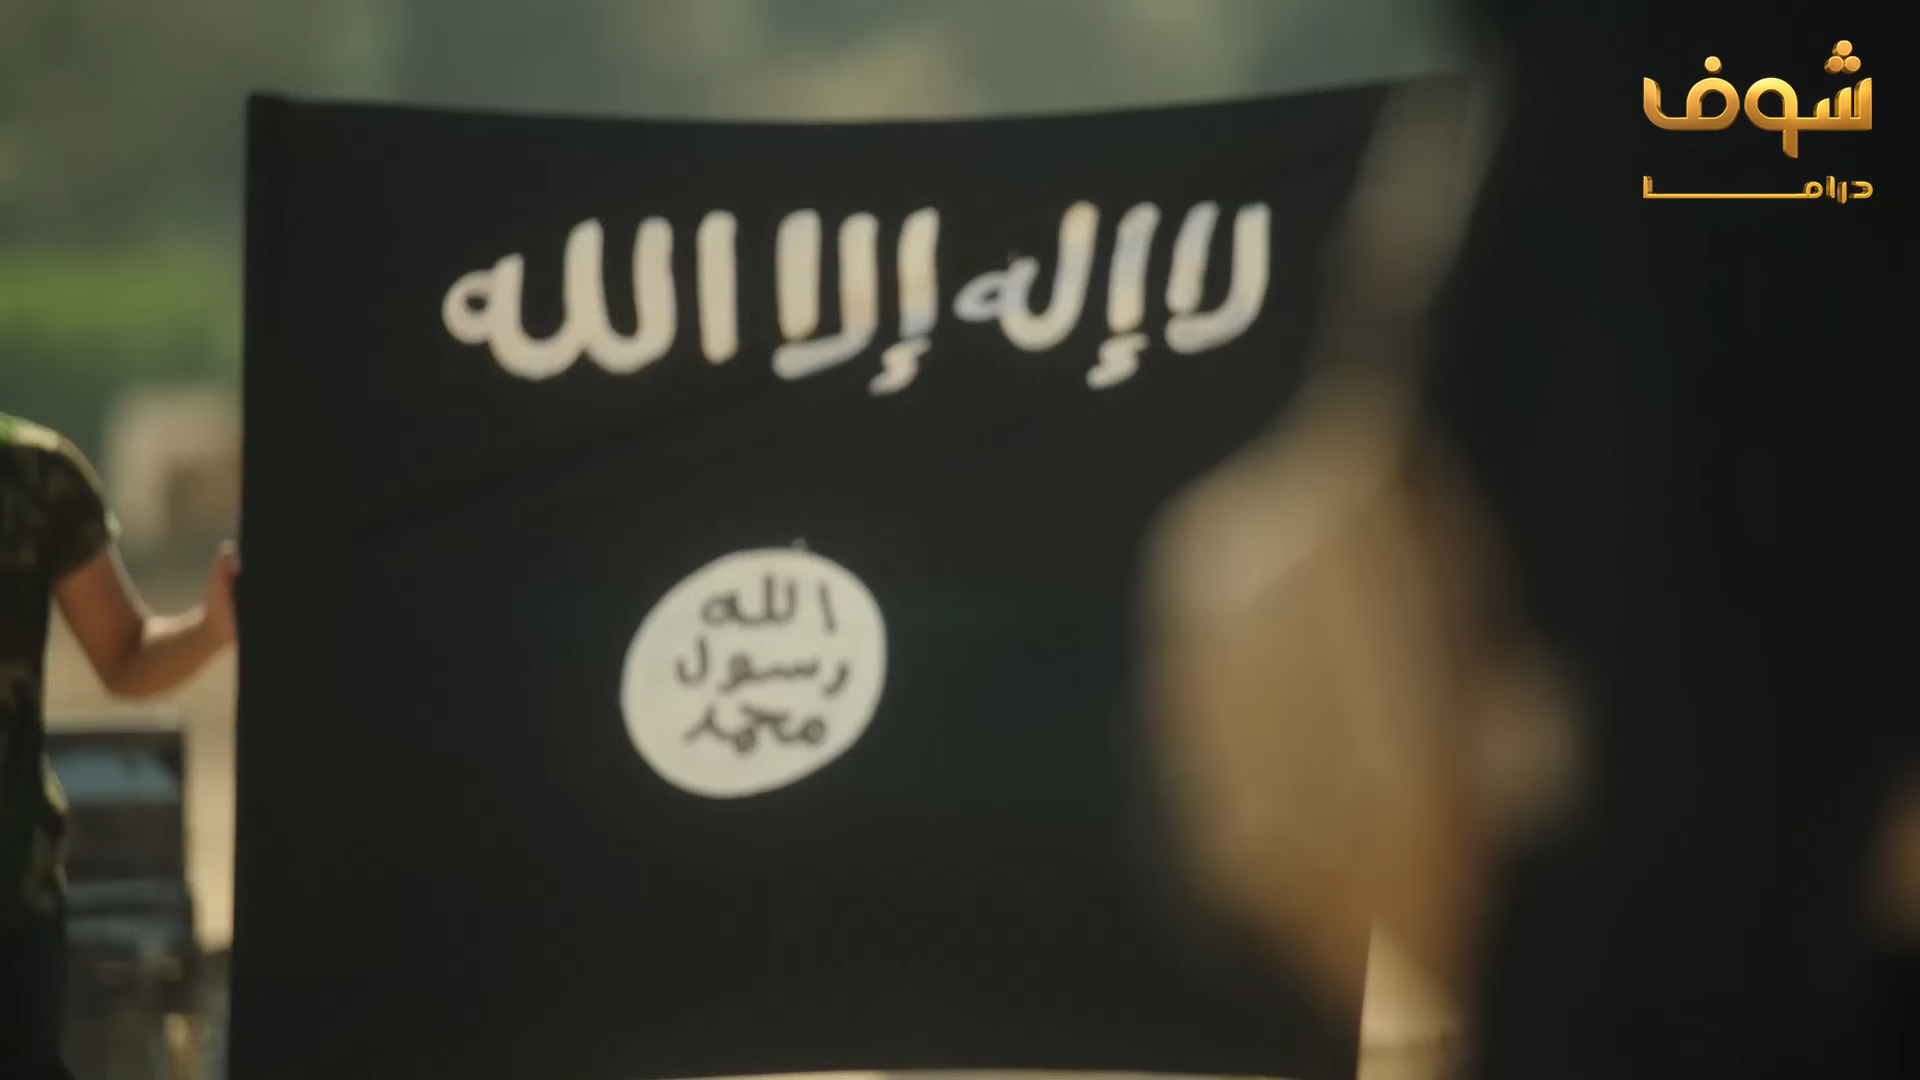 شوف
دراما
لا إله إلا الله
الله
رسول
محمد